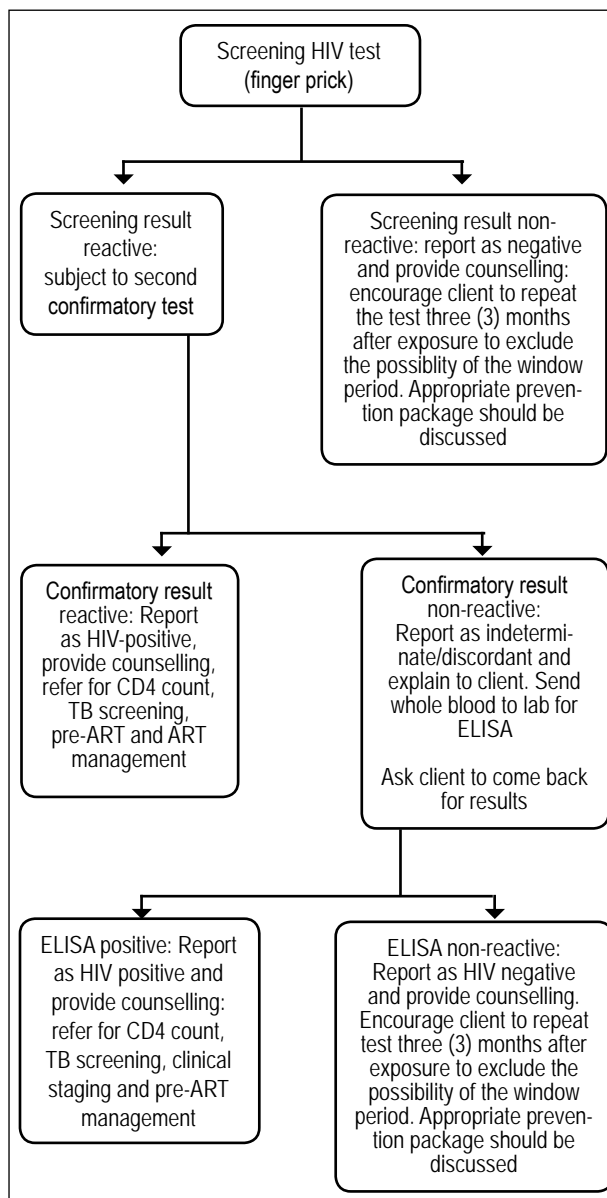 Screening HIV test
(finger prick)
Screening result
reactive:
subject to second
confirmatory test
Screening result non-
reactive: report as negative
and provide counselling:
encourage client to repeat
the test three (3) months
after exposure to exclude
the possiblity of the window
period. Appropriate preven-
tion package should be
discussed
Confirmatory result
reactive: Report
as HIV-positive,
provide counselling,
refer for CD4 count,
TB screening,
pre-ART and ART
management
Confirmatory result
non-reactive:
Report as indetermi-
nate/discordant and
explain to client. Send
whole blood to lab for
ELISA
Ask client to come back
for results
ELISA positive: Report
as HIV positive and
provide counselling:
refer for CD4 count,
TB screening, clinical
staging and pre-ART
management
ELISA non-reactive:
Report as HIV negative
and provide counselling.
Encourage client to repeat
test three (3) months after
exposure to exclude the
possibility of the window
period. Appropriate preven-
tion package should be
discussed